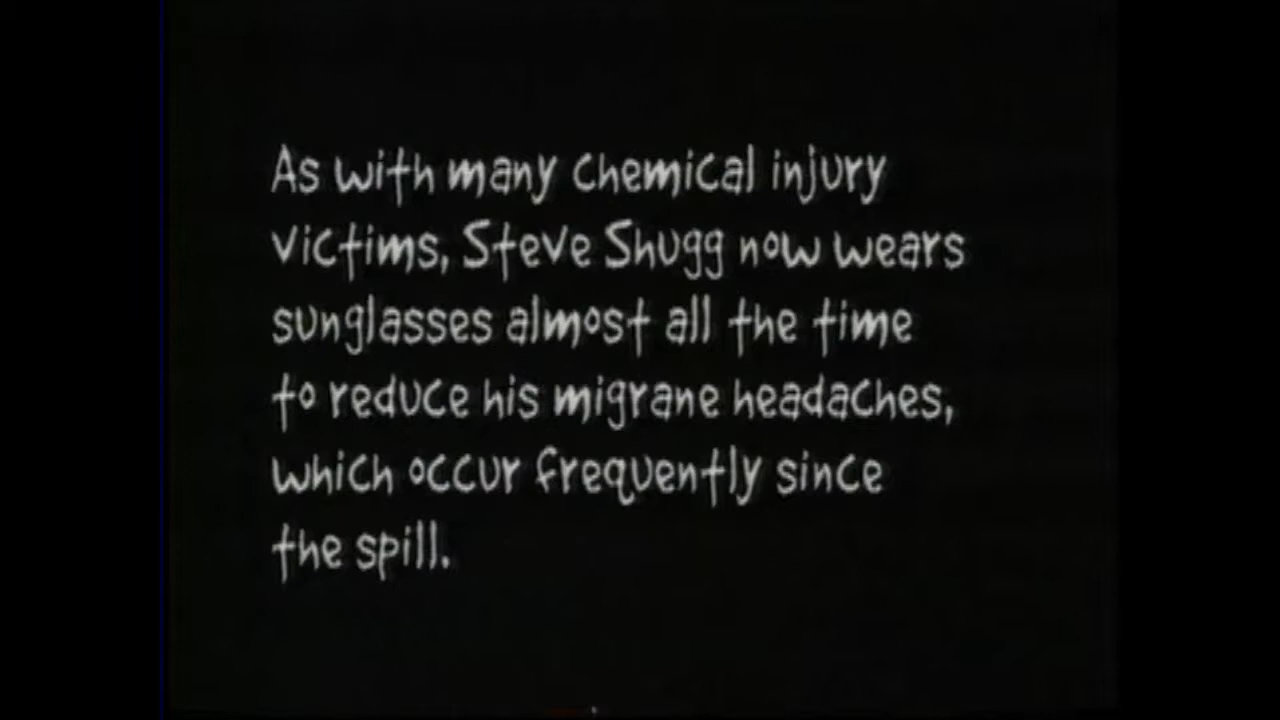 As with many chemical injury
victims, Steve Shugg now wears
sunglasses almost all the time
to reduce his migrane headaches,
which occur frequently since
the spill.